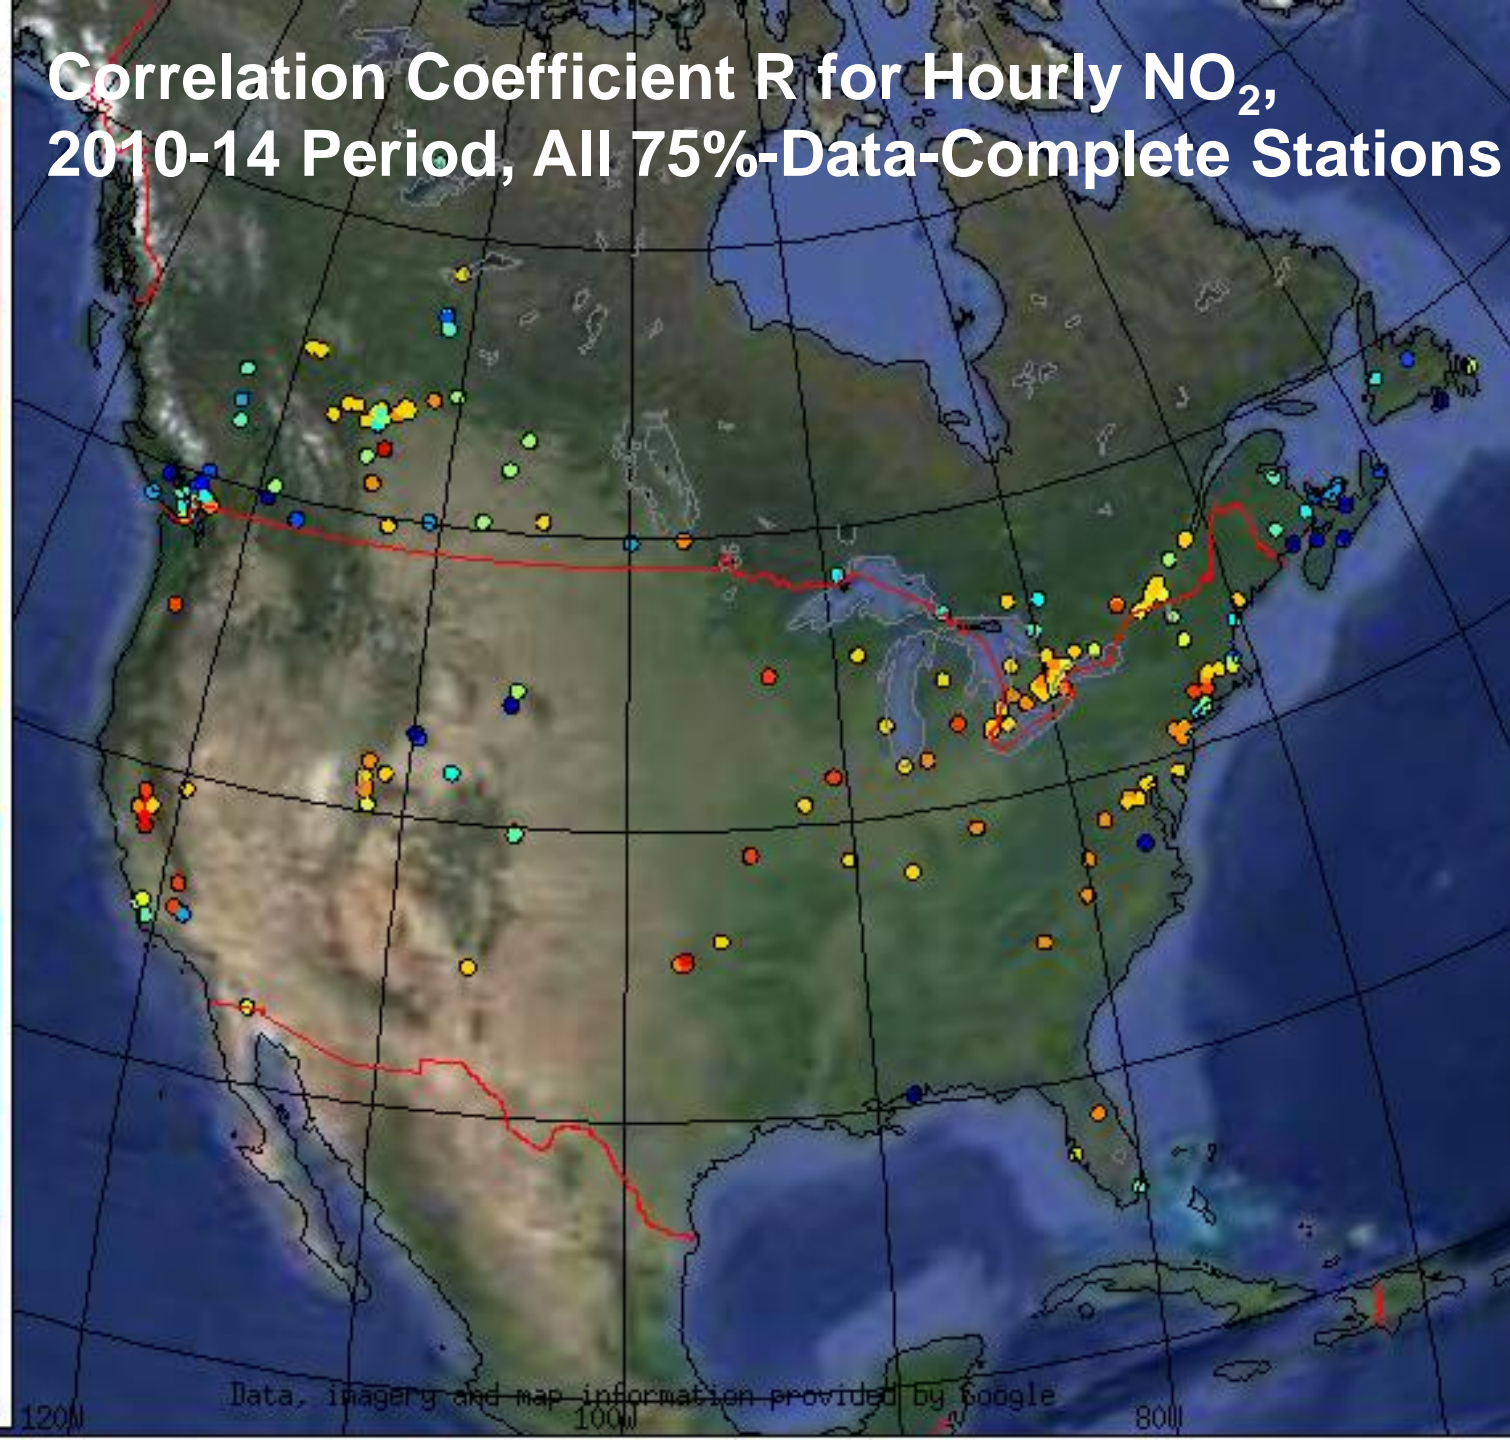 Correlation Coefficient R for Hourly NO₂,
2010-14 Period, All 75%-Data-Complete Stations
Data, imagery and map information provided by Google
120W 100W 80W